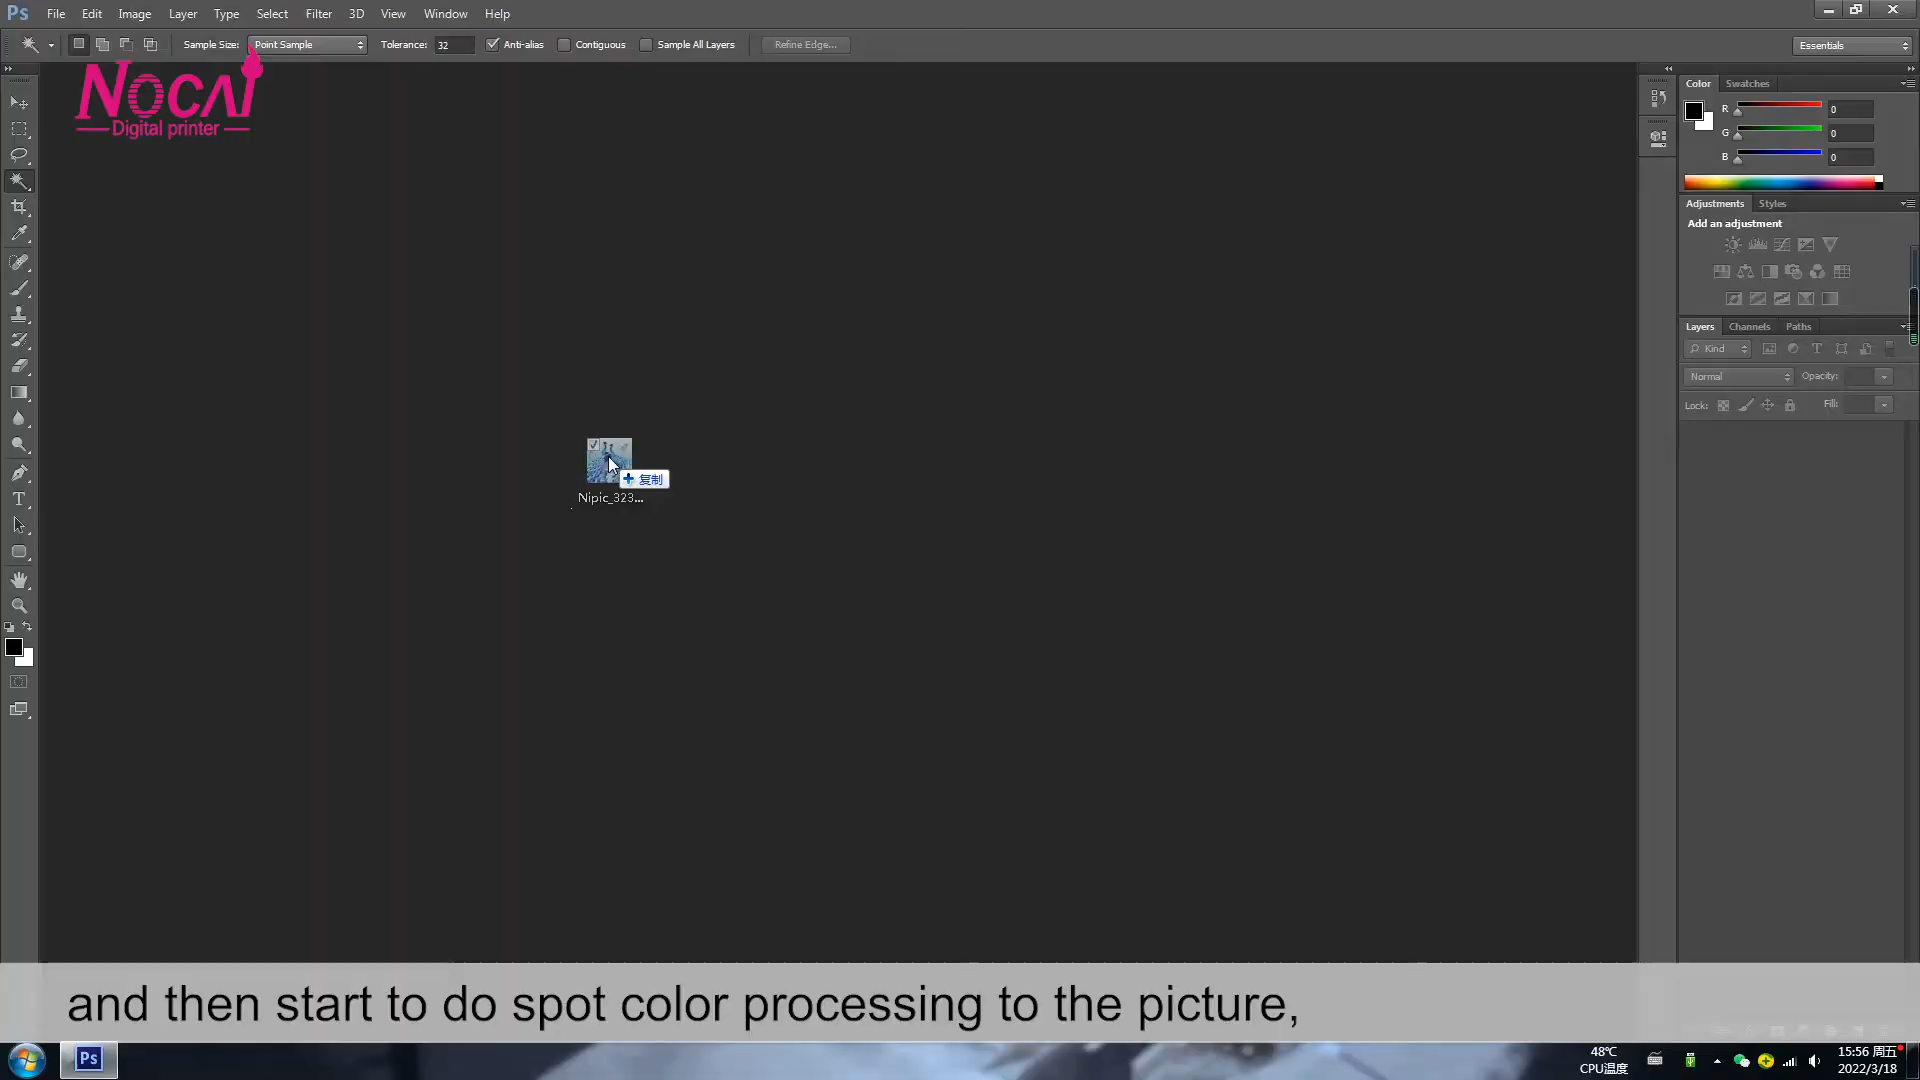 Ps File Edit Image Layer Type Select Filter 3D View Window Help
Sample Size: Point Sample Tolerance: 32 Anti-alias Contiguous Sample All Layers Refine Edge... Essentials
NOCAI
Digital printer
Color Swatches
R 0
G 0
B 0
Adjustments Styles
Add an adjustment
Layers Channels Paths
Kind
Normal Opacity:
Lock: Fill:
复制
Nipic_323...
and then start to do spot color processing to the picture,
Ps
48℃
CPU温度
15:56 周五
2022/3/18